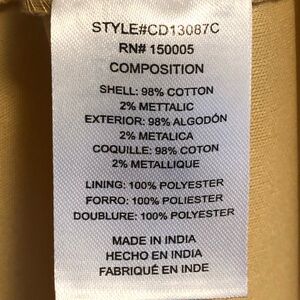 STYLE#CD13087C
RN# 150005
COMPOSITION
SHELL: 98% COTTON
2% METTALIC
EXTERIOR: 98% ALGODÓN
2% METALICA
COQUILLE: 98% COTON
2% METALLIQUE
LINING: 100% POLYESTER
FORRO: 100% POLIESTER
DOUBLURE: 100% POLYESTER
MADE IN INDIA
HECHO EN INDIA
FABRIQUÉ EN INDE